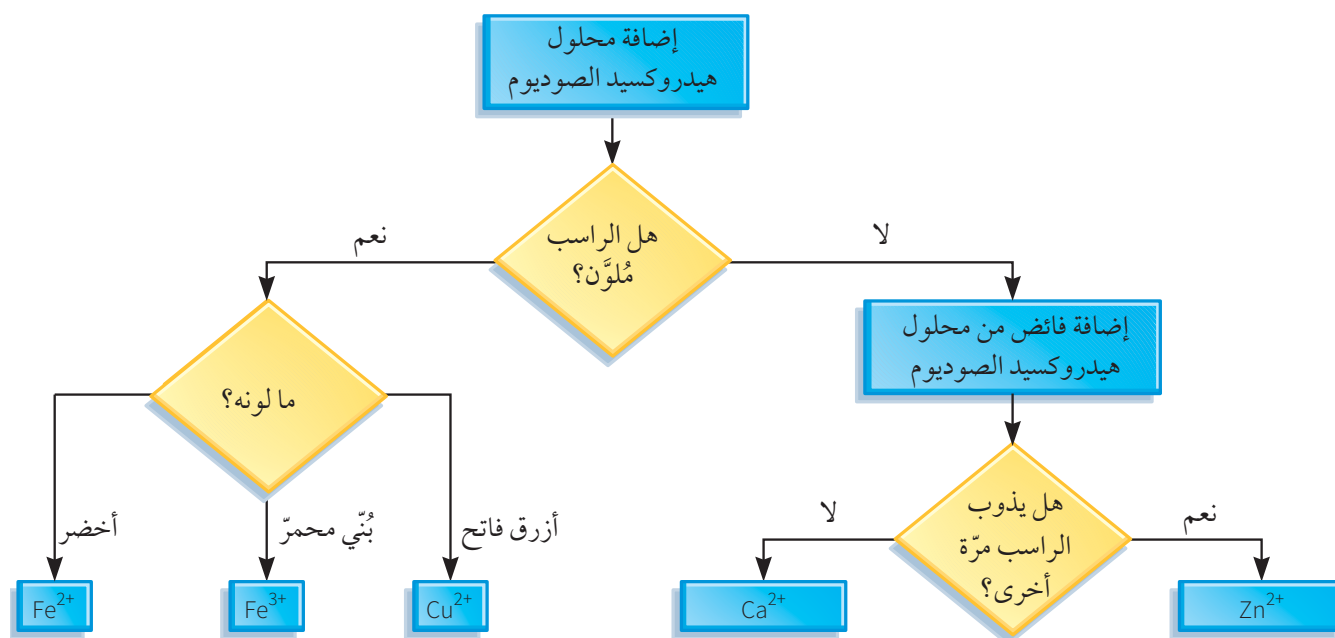 إضافة محلول
هيدروكسيد الصوديوم
هل الراسب
مُلوَّن؟
نعم
لا
إضافة فائض من محلول
هيدروكسيد الصوديوم
ما لونه؟
أخضر
بُنّي محمرّ
أزرق فاتح
هل يذوب
الراسب مرّة
أخرى؟
نعم
لا
Fe²⁺
Fe³⁺
Cu²⁺
Ca²⁺
Zn²⁺